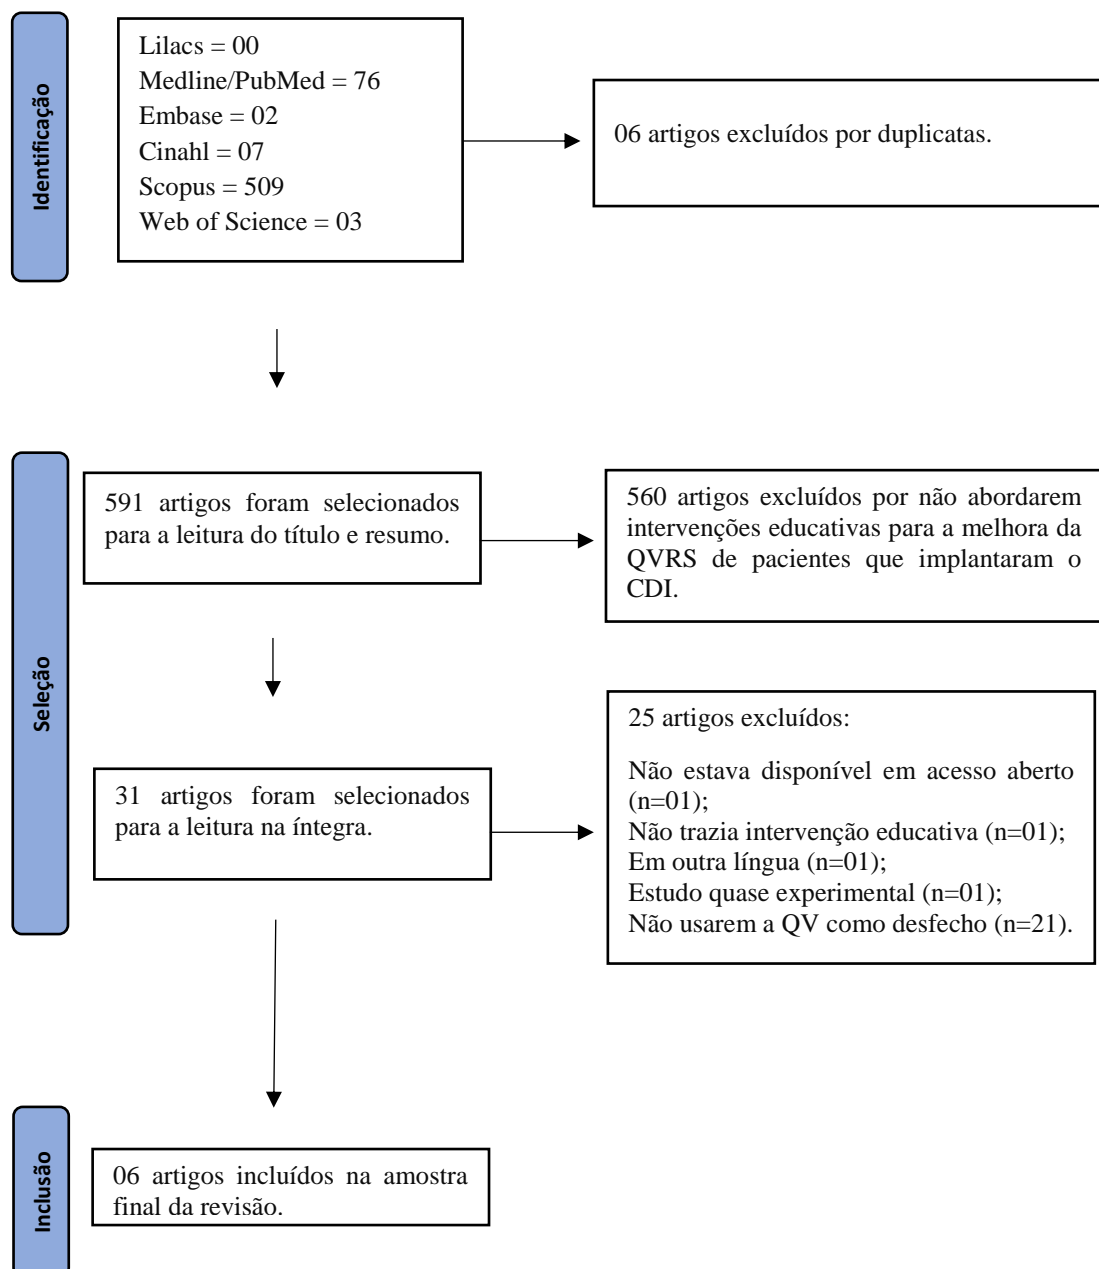 Identificação
Lilacs = 00
Medline/PubMed = 76
Embase = 02
Cinahl = 07
Scopus = 509
Web of Science = 03
06 artigos excluídos por duplicatas.
Seleção
591 artigos foram selecionados
para a leitura do título e resumo.
560 artigos excluídos por não abordarem
intervenções educativas para a melhora da
QVRS de pacientes que implantaram o
CDI.
31 artigos foram selecionados
para a leitura na íntegra.
25 artigos excluídos:
Não estava disponível em acesso aberto
(n=01);
Não trazia intervenção educativa (n=01);
Em outra língua (n=01);
Estudo quase experimental (n=01);
Não usarem a QV como desfecho (n=21).
Inclusão
06 artigos incluídos na amostra
final da revisão.